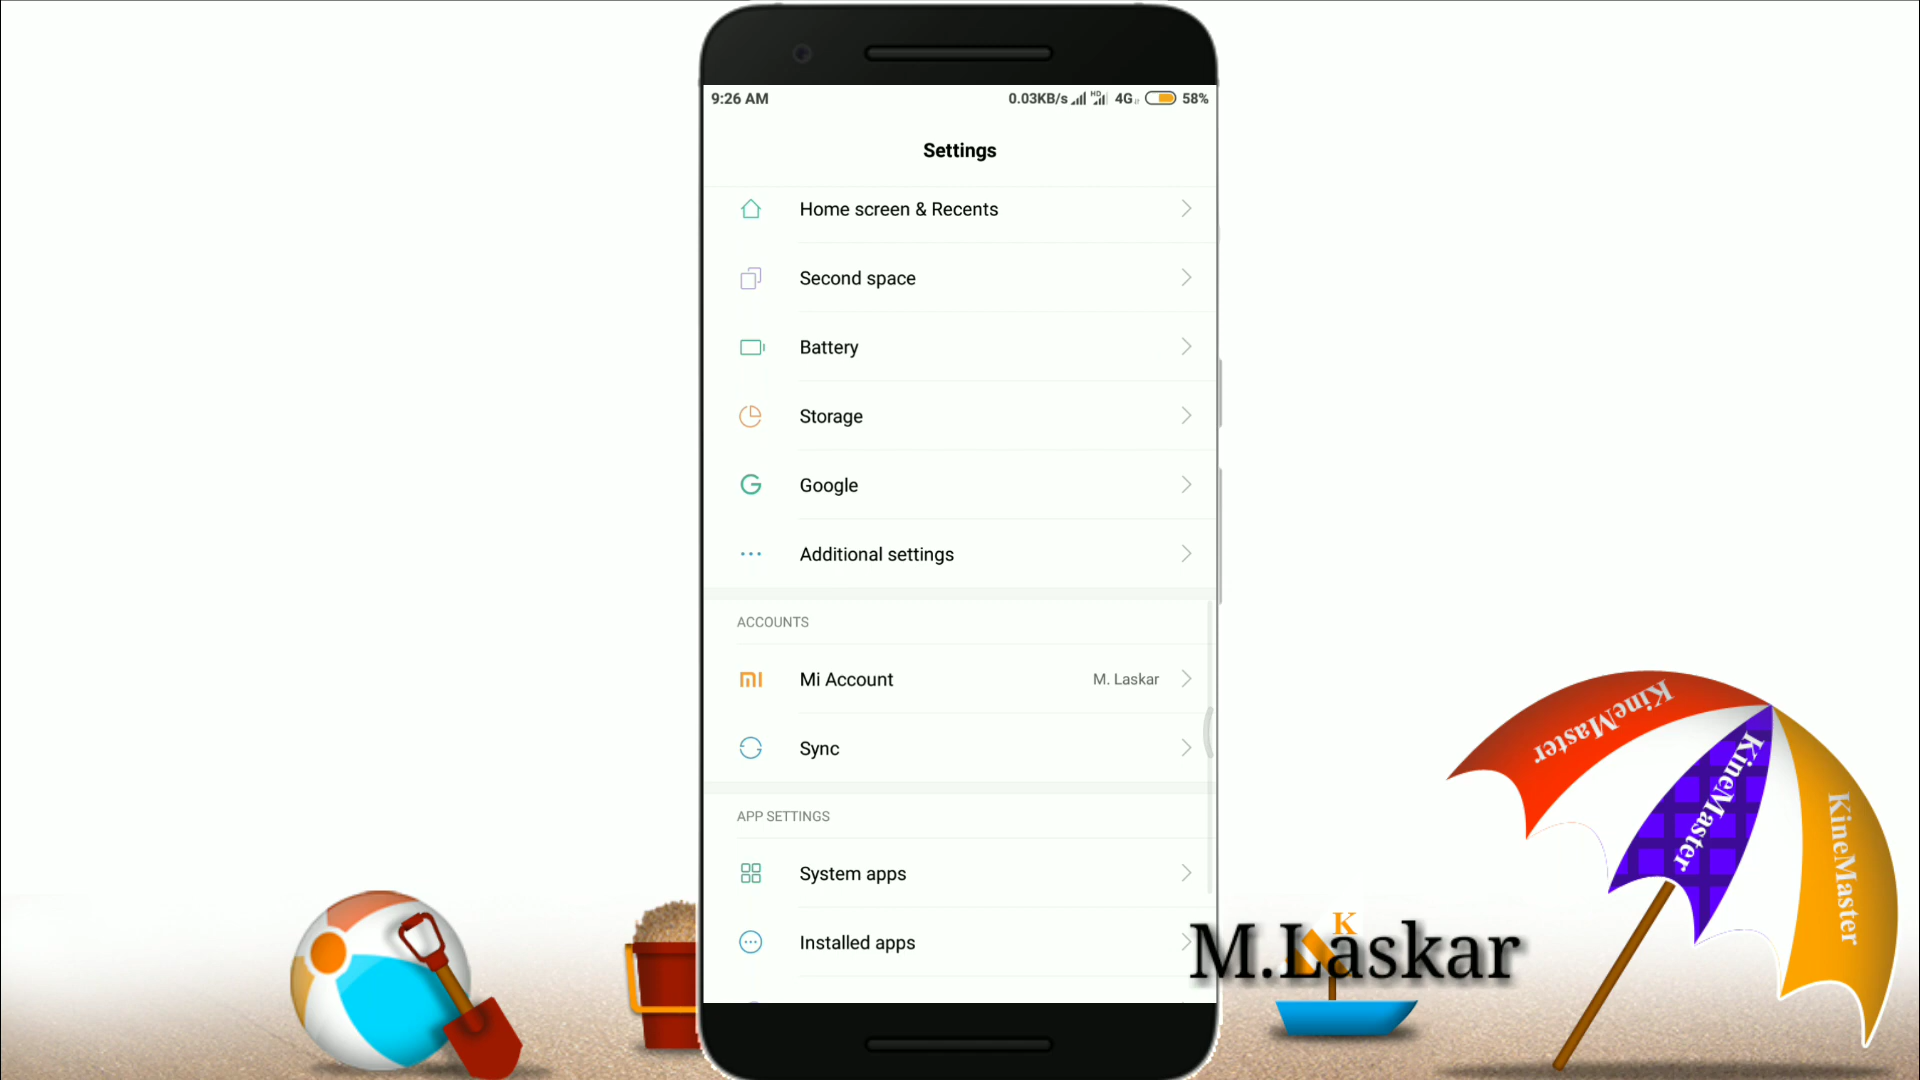 9:26 AM 0.03KB/s HD 4G 58%
Settings
Home screen & Recents
Second space
Battery
Storage
Google
Additional settings
ACCOUNTS
Mi Account M. Laskar
Sync
APP SETTINGS
System apps
Installed apps
K
M.Laskar
KineMaster
KineMaster
KineMaster